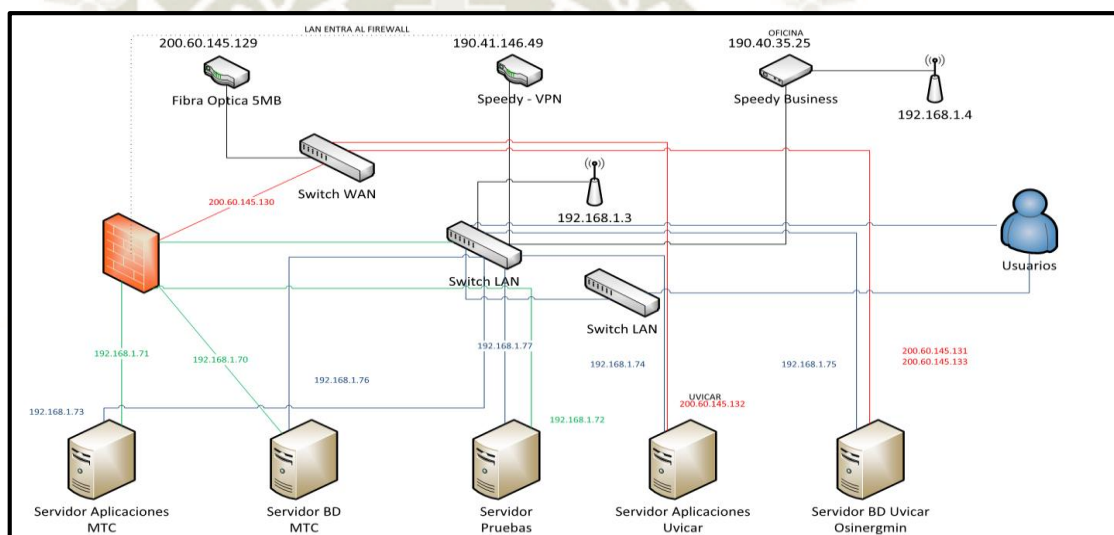 LAN ENTRA AL FIREWALL
OFICINA
200.60.145.129
190.41.146.49
190.40.35.25
Fibra Optica 5MB
Speedy - VPN
Speedy Business
192.168.1.4
Switch WAN
200.60.145.130
192.168.1.3
Switch LAN
Usuarios
Switch LAN
192.168.1.71
192.168.1.70
192.168.1.77
192.168.1.74
192.168.1.75
200.60.145.131
200.60.145.133
192.168.1.76
192.168.1.73
192.168.1.72
UVICAR
200.60.145.132
Servidor Aplicaciones
MTC
Servidor BD
MTC
Servidor
Pruebas
Servidor Aplicaciones
Uvicar
Servidor BD Uvicar
Osinergmin